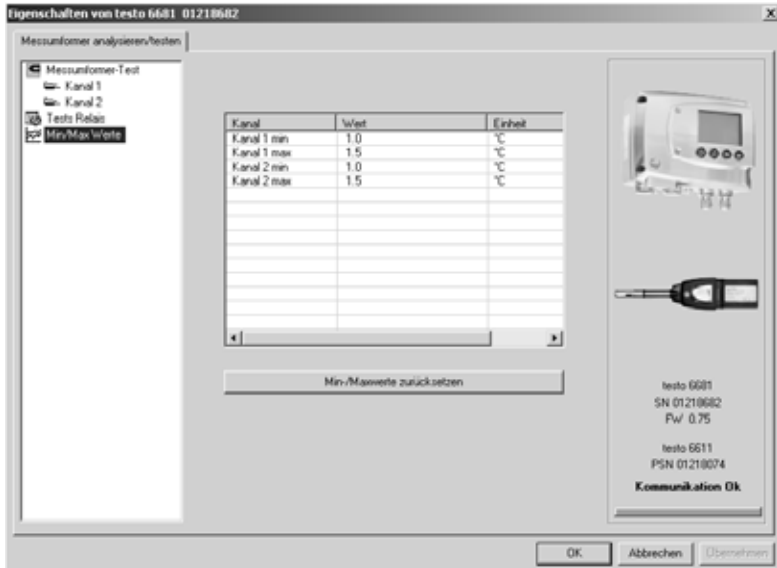 Eigenschaften von testo 6681 01218682
x
Messumformer analysieren/testen
Messumformer-Test
Kanal 1
Kanal 2
Tests Relais
Min/Max Werte
Kanal Wert Einheit
Kanal 1 min 1.0 °C
Kanal 1 max 1.5 °C
Kanal 2 min 1.0 °C
Kanal 2 max 1.5 °C
Min-/Maxwerte zurücksetzen
testo 6681
SN 01218682
FW 0.75
testo 6611
PSN 01218074
Kommunikation Ok
OK Abbrechen Übernehmen